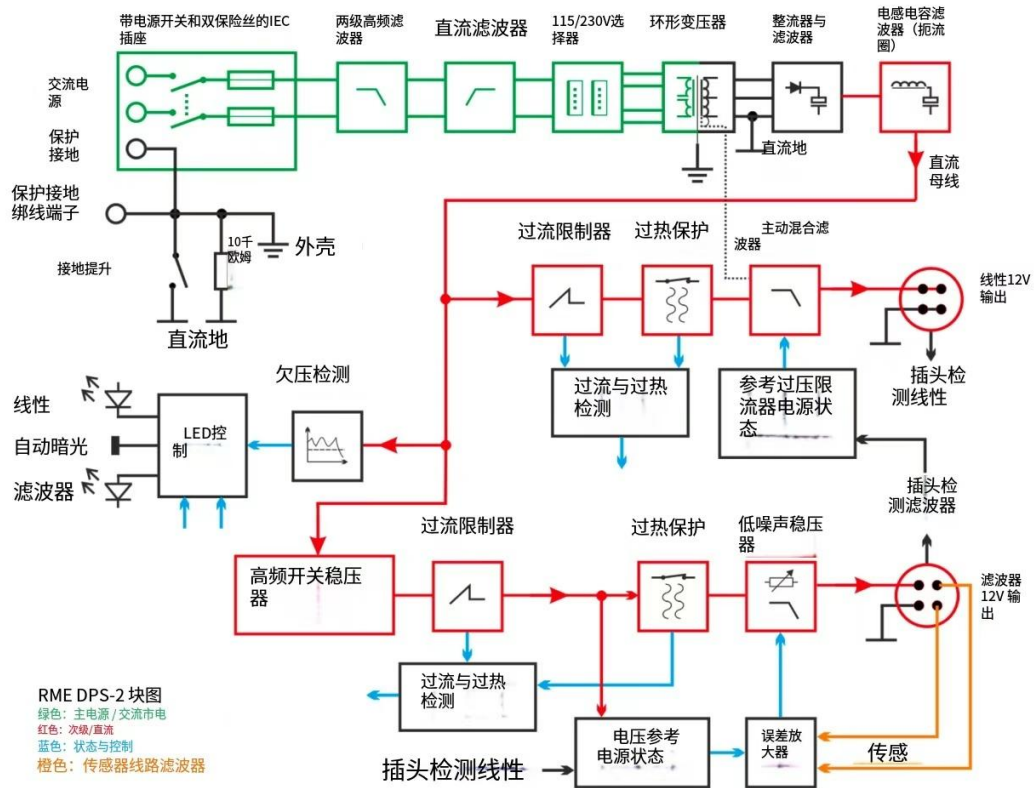 带电源开关和双保险丝的IEC
插座
两级高频滤
波器
直流滤波器
115/230V选
择器
环形变压器
整流器与
滤波器
电感电容滤
波器（扼流
圈）
交流电
源
保护
接地
直流地
直流
母线
保护接地
绑线端子
10千
欧姆
外壳
接地提升
直流地
过流限制器
过热保护
主动混合滤
波器
线性12V
输出
过流与过热
检测
参考过压限
流器电源状
态
插头检
测线性
欠压检测
线性
LED控
制
自动暗光
滤波器
插头检
测滤波器
过流限制器
过热保护
低噪声稳压
器
高频开关稳压
器
滤波器
12V 输
出
过流与过热
检测
电压参考
电源状态
误差放
大器
传感
插头检测线性
RME DPS-2 块图
绿色：主电源 / 交流市电
红色：次级/直流
蓝色：状态与控制
橙色：传感器线路滤波器